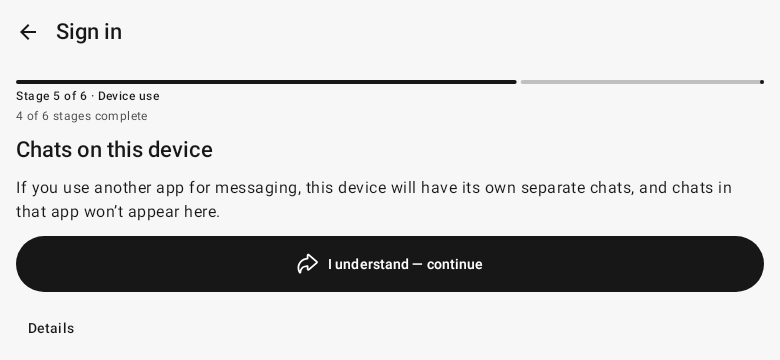 Sign in
Stage 5 of 6 · Device use
4 of 6 stages complete
Chats on this device
If you use another app for messaging, this device will have its own separate chats, and chats in
that app won’t appear here.
I understand — continue
Details